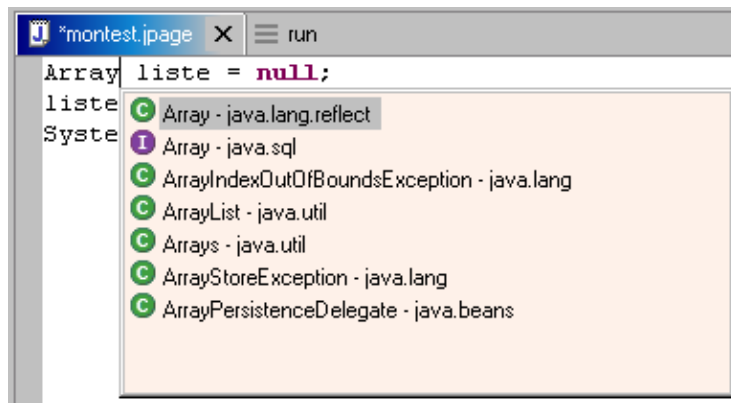 *montest.jpage X run
Array liste = null;
liste
Syste
Array - java.lang.reflect
Array - java.sql
ArrayIndexOutOfBoundsException - java.lang
ArrayList - java.util
Arrays - java.util
ArrayStoreException - java.lang
ArrayPersistenceDelegate - java.beans